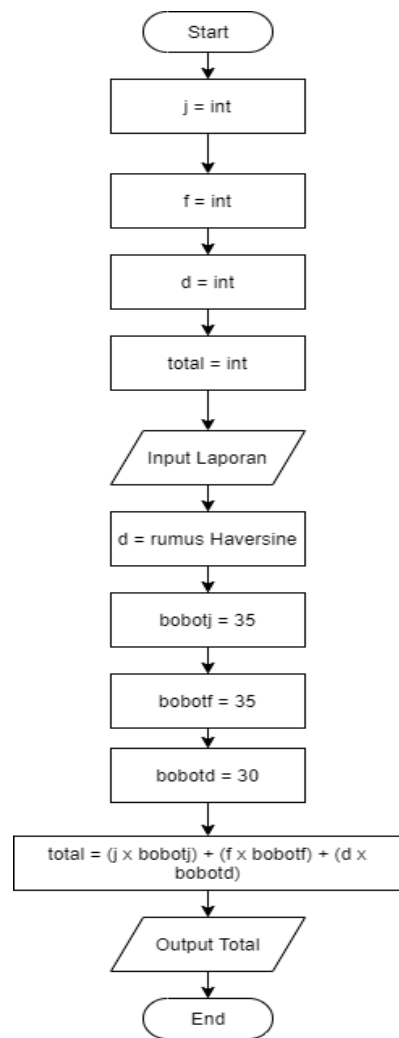 Start
j = int
f = int
d = int
total = int
Input Laporan
d = rumus Haversine
bobotj = 35
bobotf = 35
bobotd = 30
total = (j x bobotj) + (f x bobotf) + (d x
bobotd)
Output Total
End